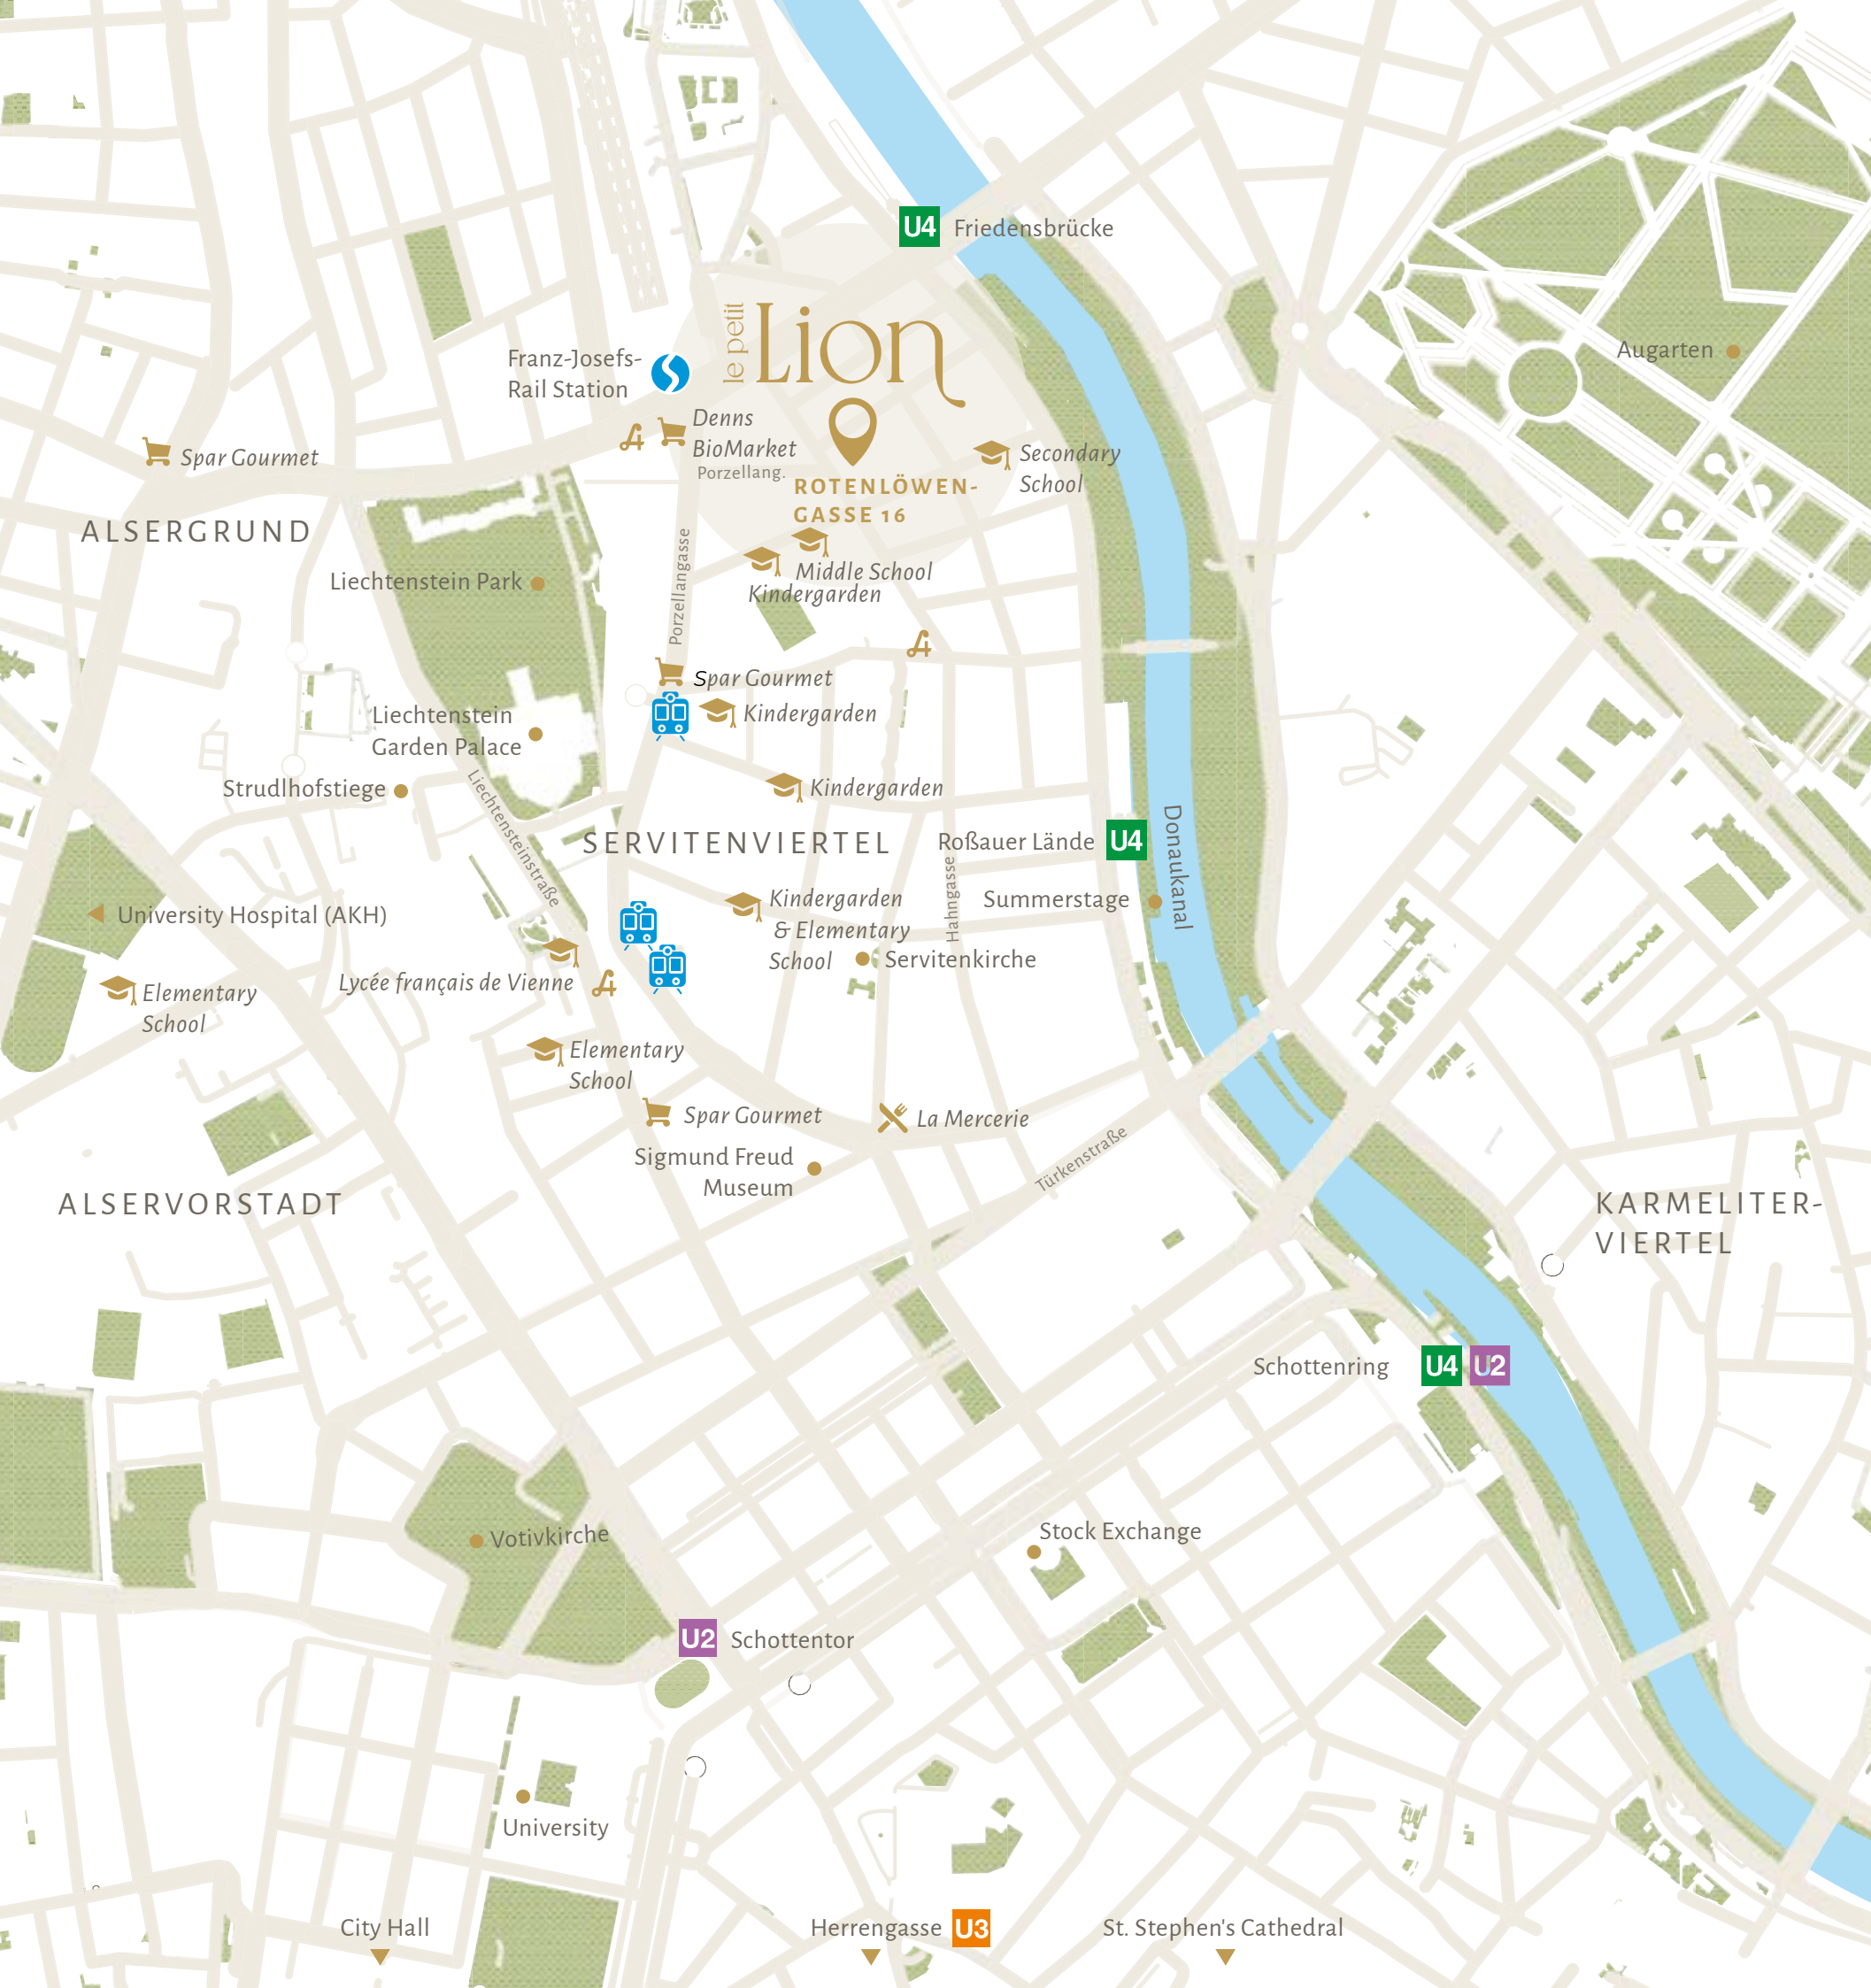 U4 Friedensbrücke
le petit Lion
Franz-Josefs-
Rail Station
Augarten
Denns
BioMarket
Porzellang.
Spar Gourmet
Secondary
School
ROTENLÖWEN-
GASSE 16
ALSERGRUND
Porzellangasse
Middle School
Kindergarden
Liechtenstein Park
Spar Gourmet
Kindergarden
Liechtenstein
Garden Palace
Strudlhofstiege
Liechtensteinstraße
Kindergarden
SERVITENVIERTEL
Roßauer Lände U4
Donaukanal
Hahngasse
Summerstage
Kindergarden
& Elementary
School
Servitenkirche
University Hospital (AKH)
Lycée français de Vienne
Elementary
School
Elementary
School
Spar Gourmet
La Mercerie
Türkenstraße
Sigmund Freud
Museum
ALSERVORSTADT
KARMELITER-
VIERTEL
Schottenring U4 U2
Votivkirche
Stock Exchange
U2 Schottentor
University
City Hall
Herrengasse U3
St. Stephen's Cathedral